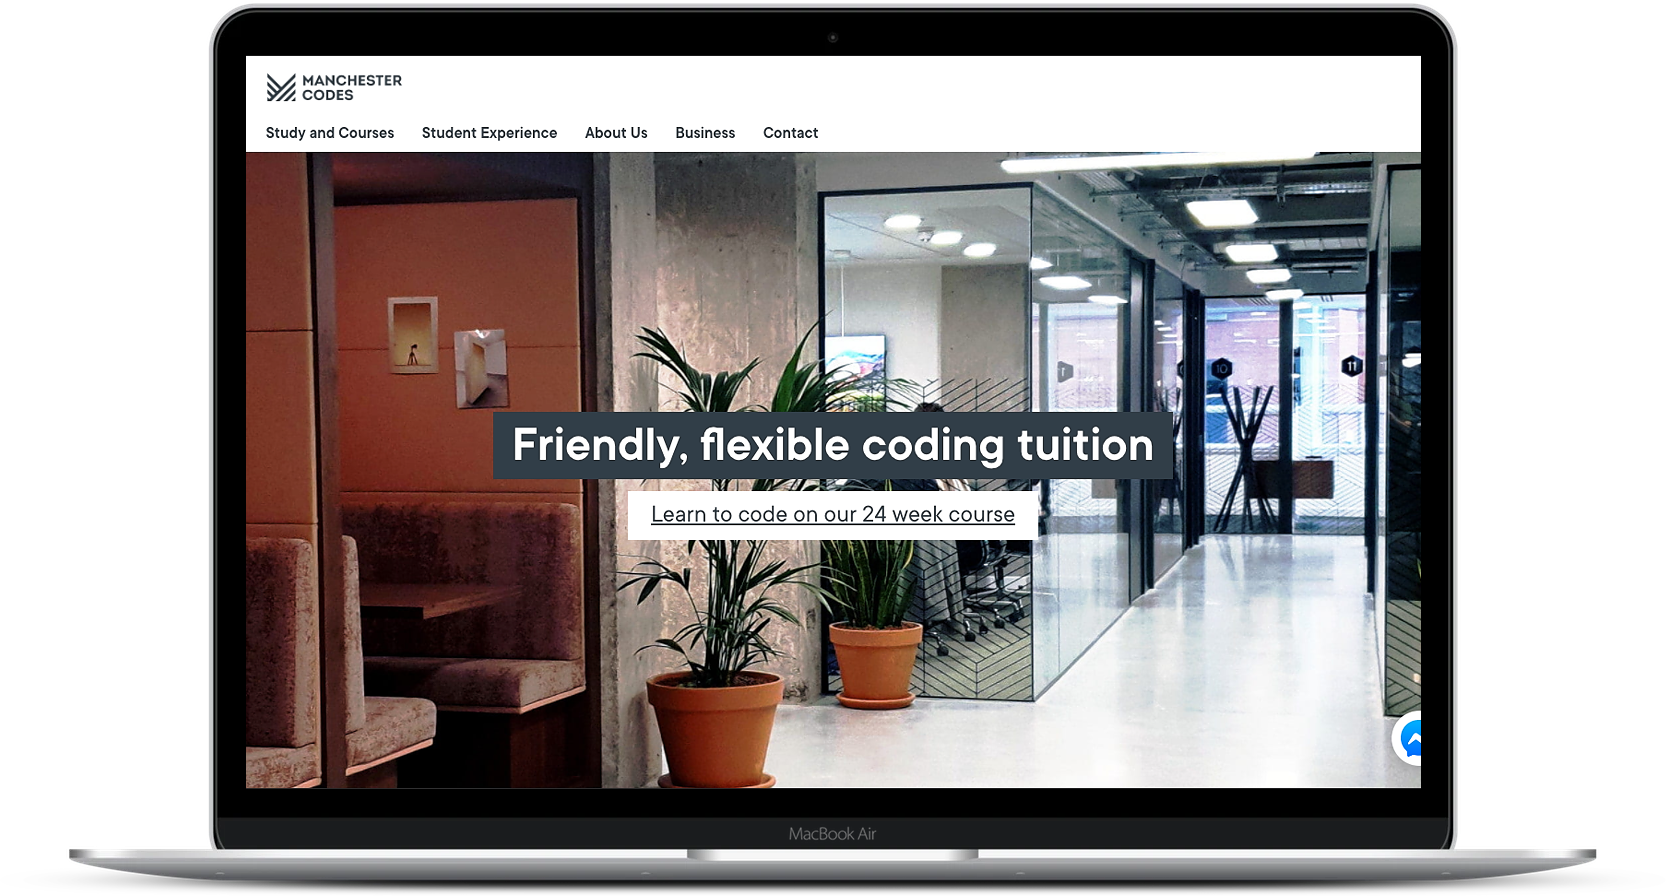 MANCHESTER
CODES
Study and Courses Student Experience About Us Business Contact
10
11
Friendly, flexible coding tuition
Learn to code on our 24 week course
MacBook Air